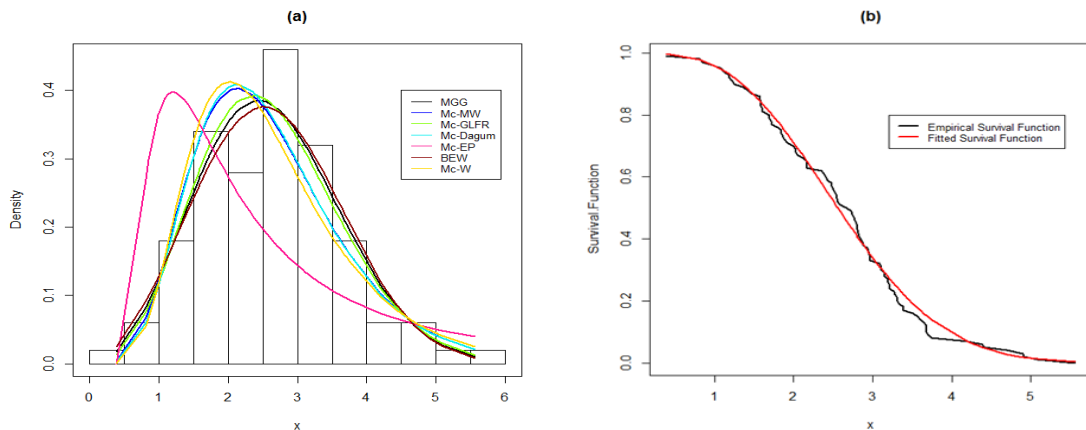 (a)
0.4
0.3
0.2
0.1
0.0
Density
MGG
Mc-MW
Mc-GLFR
Mc-Dagum
Mc-EP
BEW
Mc-W
0 1 2 3 4 5 6
x
(b)
1.0
0.8
0.6
0.4
0.2
0.0
Survival Function
Empirical Survival Function
Fitted Survival Function
1 2 3 4 5
x